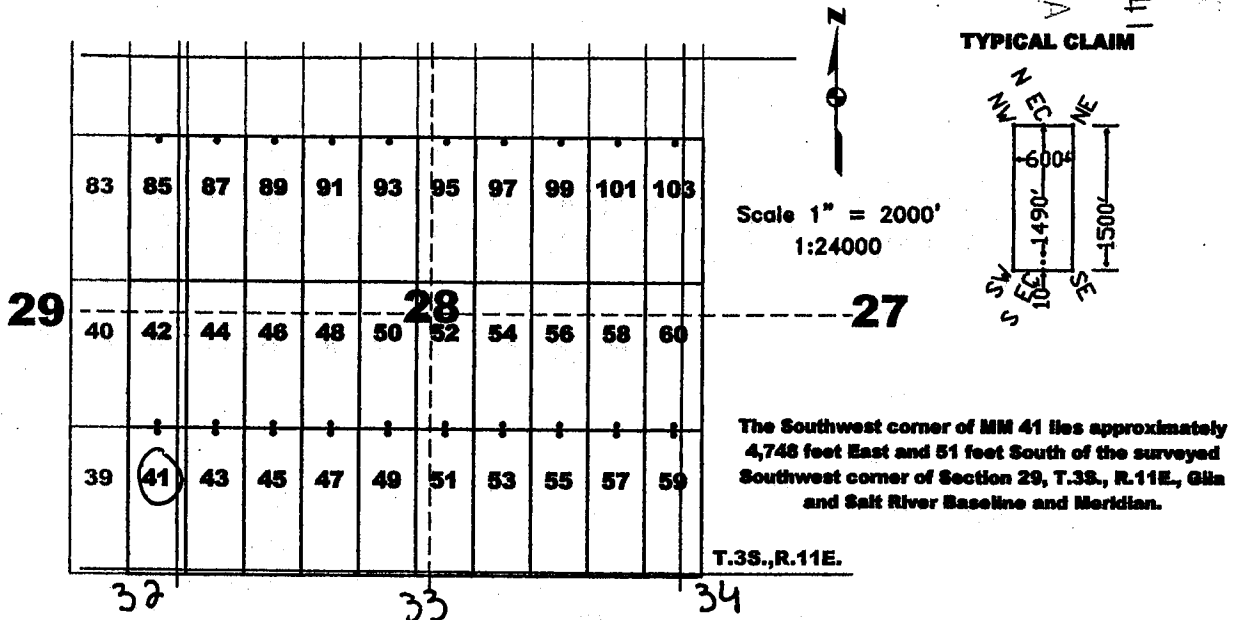 TYPICAL CLAIM
N
NW N EC NE
600'
1490'
1500'
10'
SW S EC SE
Scale 1" = 2000'
1:24000
83 85 87 89 91 93 95 97 99 101 103
29 28 27
40 42 44 46 48 50 52 54 56 58 60
39 41 43 45 47 49 51 53 55 57 59
The Southwest corner of MM 41 lies approximately
4,748 feet East and 51 feet South of the surveyed
Southwest corner of Section 29, T.3S., R.11E., Gila
and Salt River Baseline and Meridian.
T.3S.,R.11E.
32 33 34